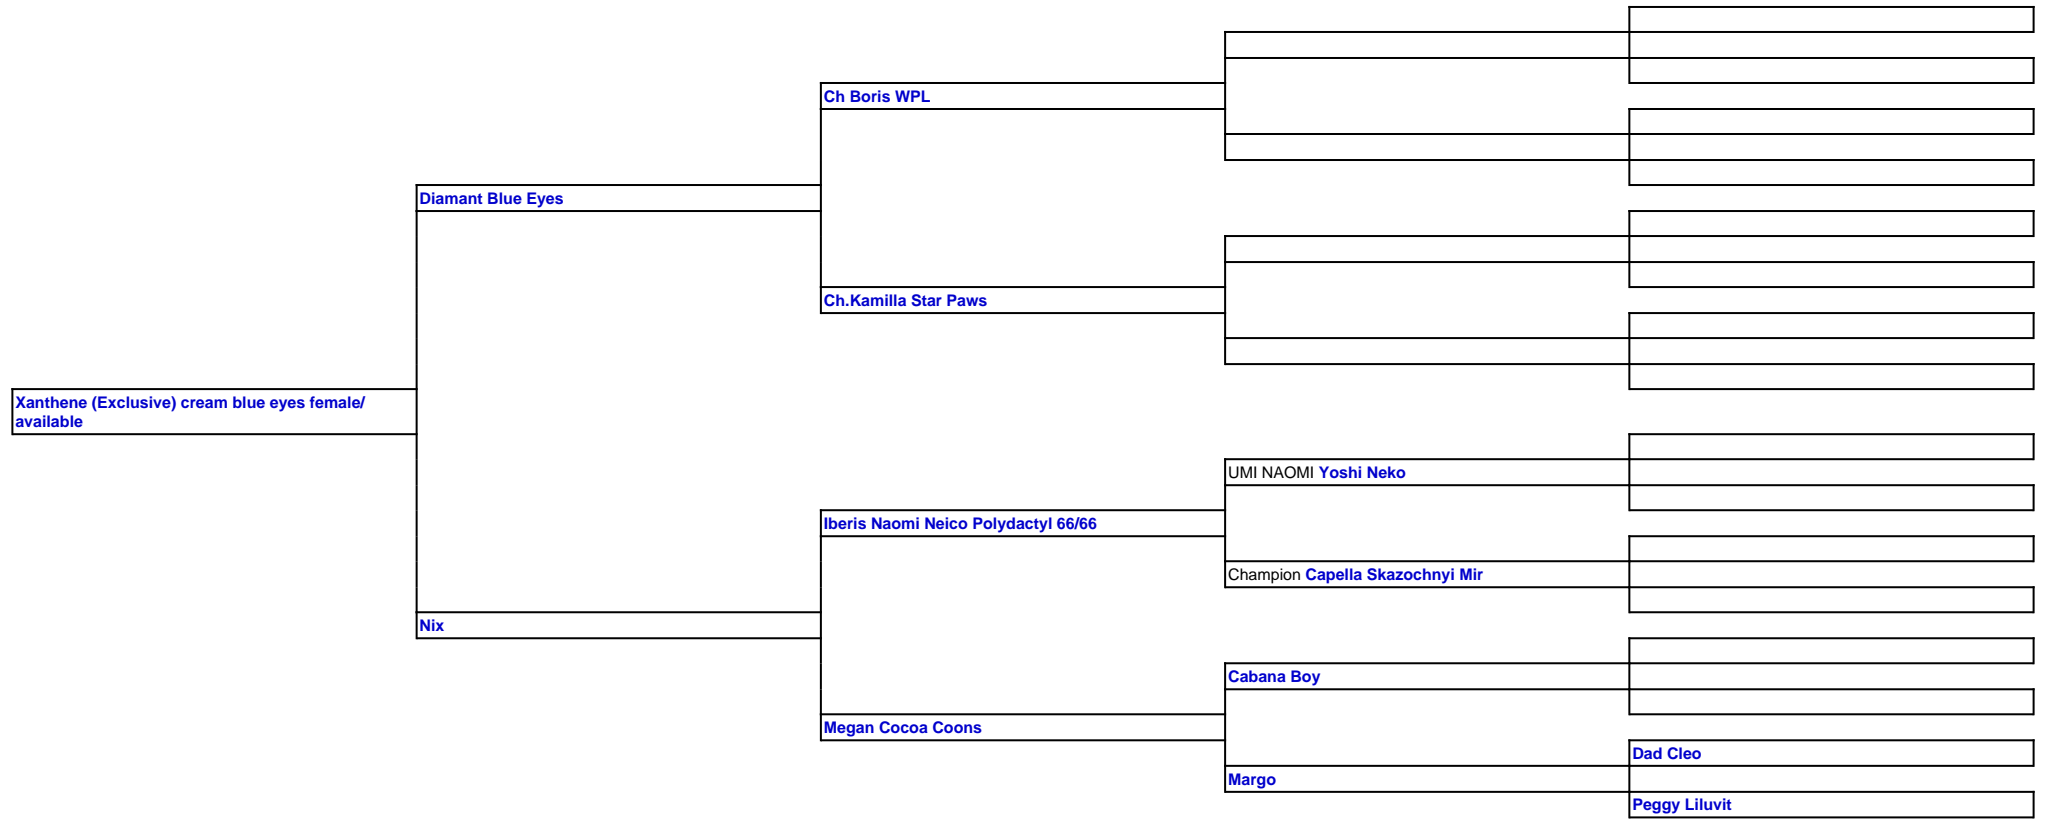 Ch Boris WPL
Diamant Blue Eyes
Ch.Kamilla Star Paws
Xanthene (Exclusive) cream blue eyes female/
available
UMI NAOMI Yoshi Neko
Iberis Naomi Neico Polydactyl 66/66
Champion Capella Skazochnyi Mir
Nix
Cabana Boy
Megan Cocoa Coons
Dad Cleo
Margo
Peggy Liluvit